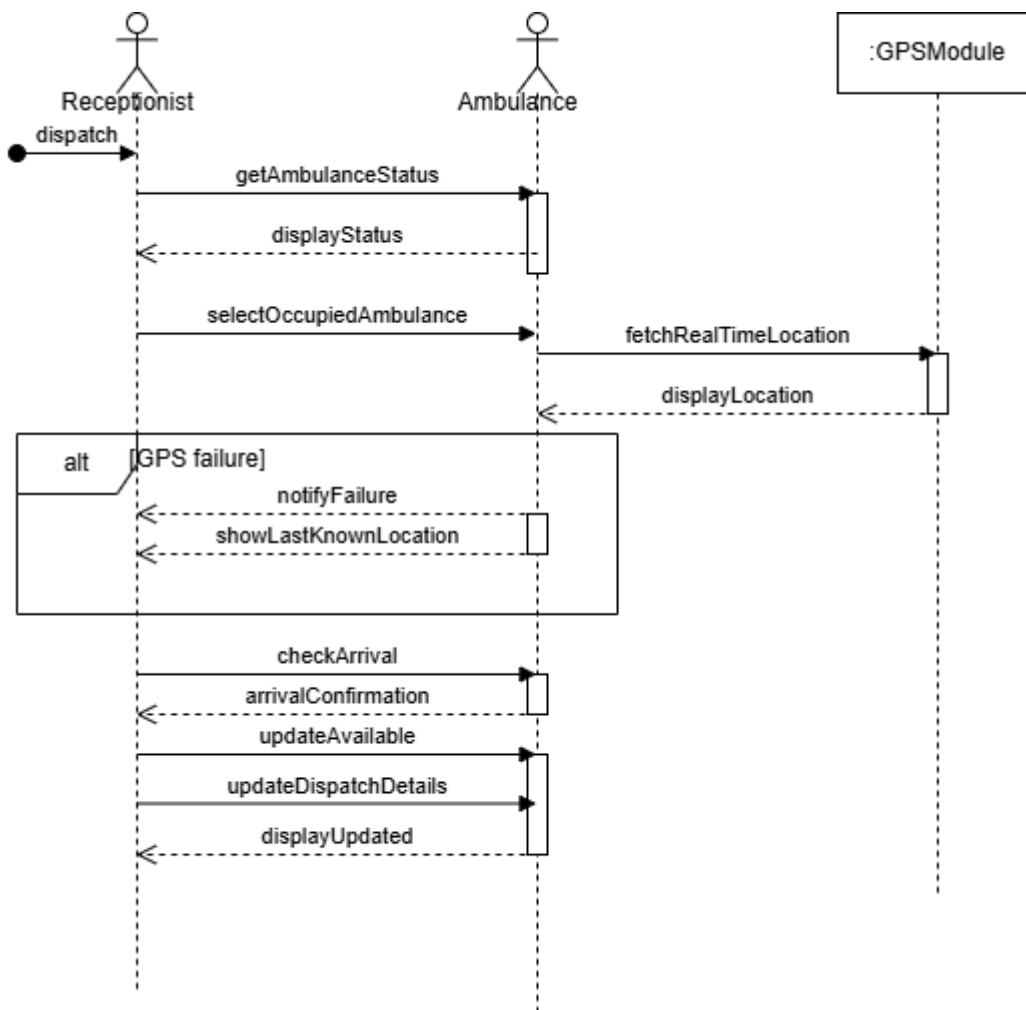 :GPSModule
Receptionist
Ambulance
dispatch
getAmbulanceStatus
displayStatus
selectOccupiedAmbulance
fetchRealTimeLocation
displayLocation
alt
[GPS failure]
notifyFailure
showLastKnownLocation
checkArrival
arrivalConfirmation
updateAvailable
updateDispatchDetails
displayUpdated